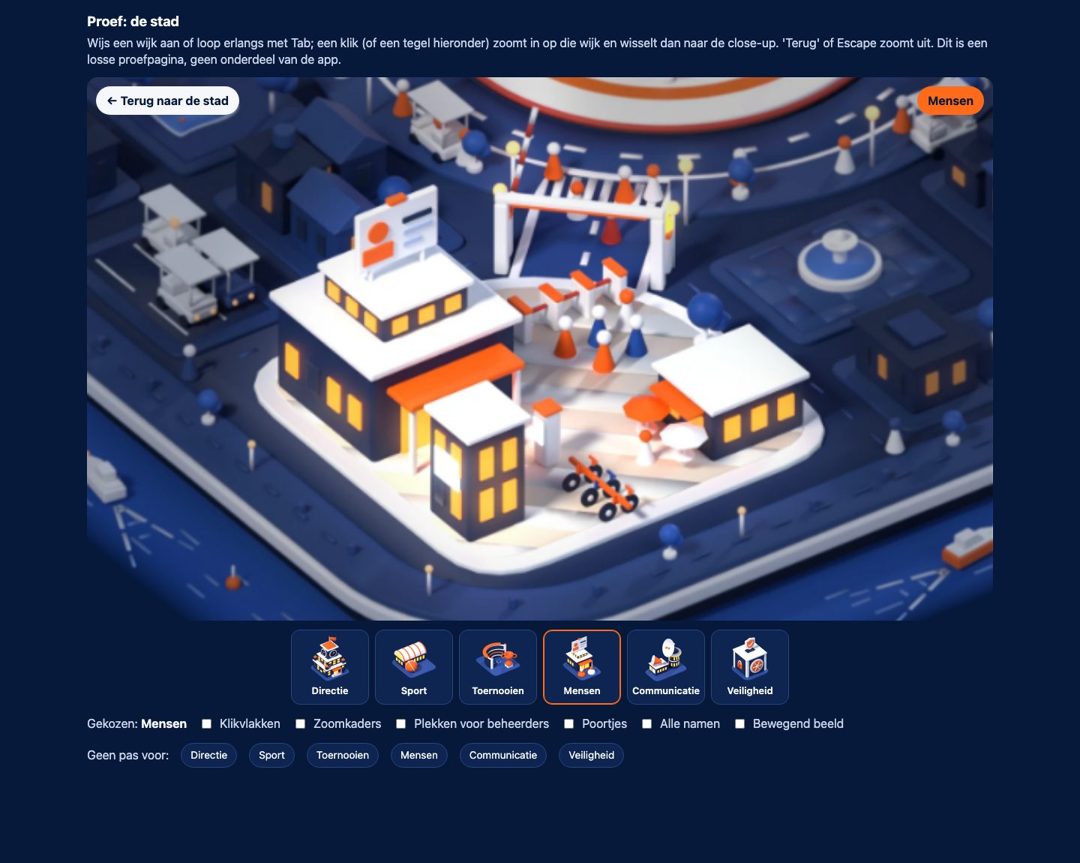 Proef: de stad
Wijs een wijk aan of loop erlangs met Tab; een klik (of een tegel hieronder) zoomt in op die wijk en wisselt dan naar de close-up. 'Terug' of Escape zoomt uit. Dit is een
losse proefpagina, geen onderdeel van de app.
← Terug naar de stad
Mensen
Directie
Sport
Toernooien
Mensen
Communicatie
Veiligheid
Gekozen: Mensen Klikvlakken Zoomkaders Plekken voor beheerders Poortjes Alle namen Bewegend beeld
Geen pas voor: Directie Sport Toernooien Mensen Communicatie Veiligheid